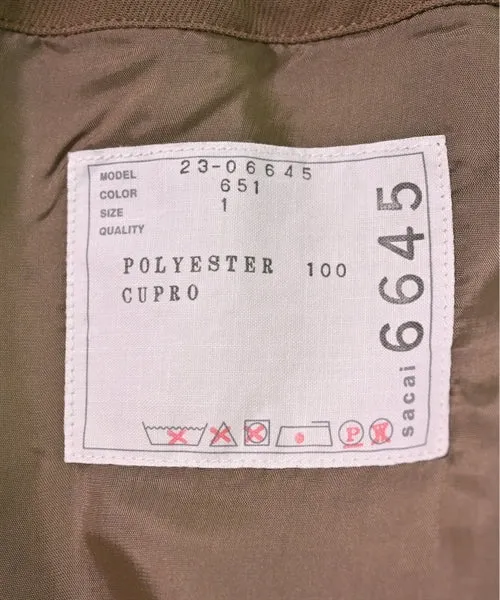 MODEL 23-06645
COLOR 651
SIZE 1
QUALITY
POLYESTER 100
CUPRO
P W
sacai 6645